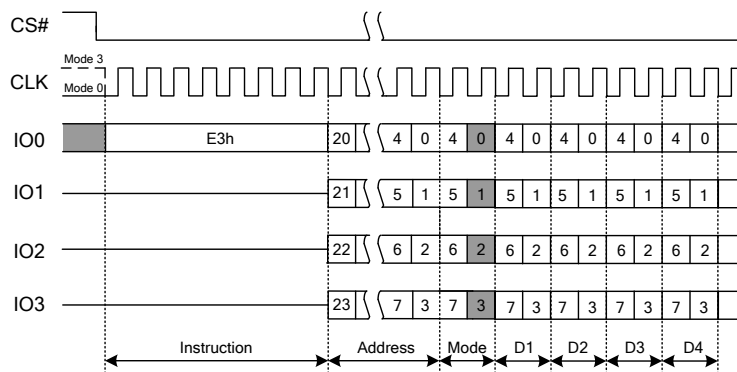 CS#
Mode 3
CLK
Mode 0
IO0 E3h 20 4 0 4 0 4 0 4 0 4 0 4 0
IO1 21 5 1 5 1 5 1 5 1 5 1 5 1
IO2 22 6 2 6 2 6 2 6 2 6 2 6 2
IO3 23 7 3 7 3 7 3 7 3 7 3 7 3
Instruction Address Mode D1 D2 D3 D4